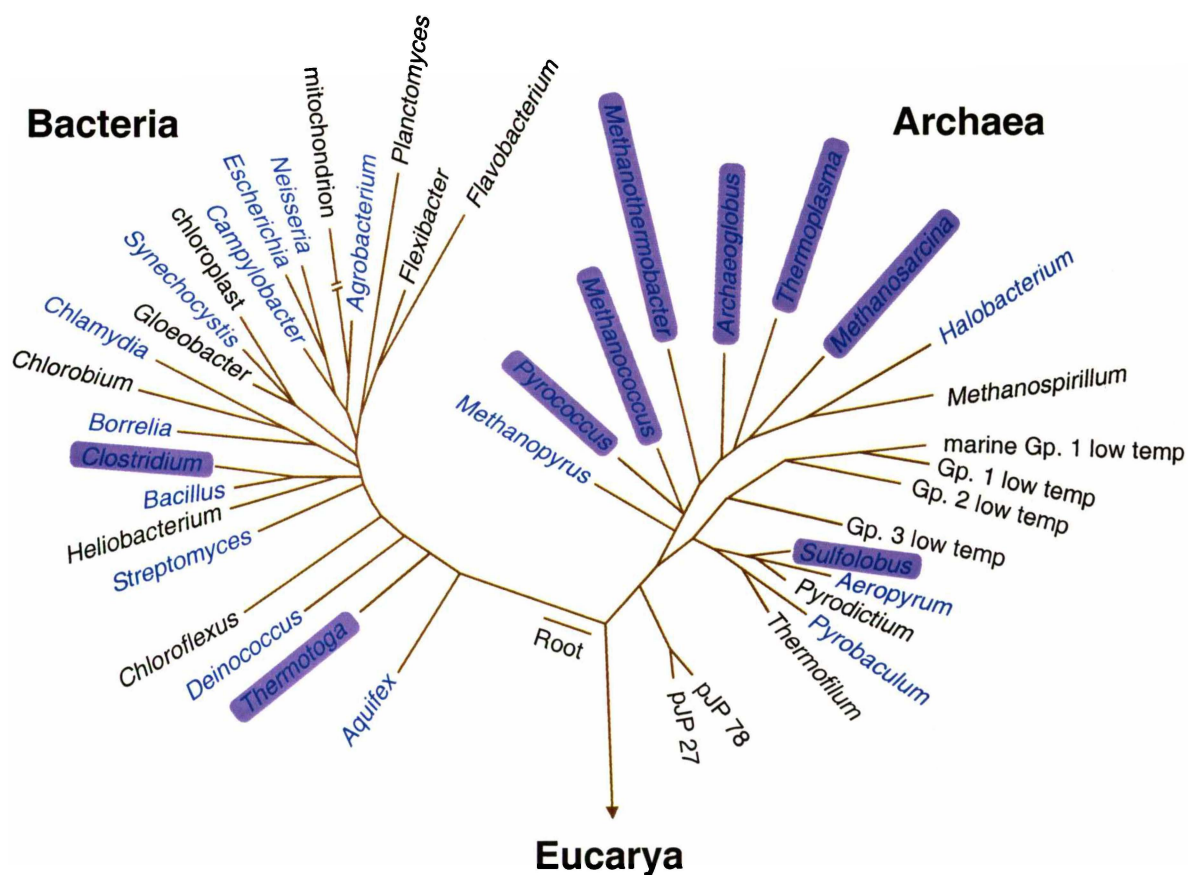 Bacteria
Archaea
Eucarya
Root
Planctomyces
Flavobacterium
mitochondrion
Flexibacter
Agrobacterium
Neisseria
Escherichia
Campylobacter
chloroplast
Synechocystis
Gloeobacter
Chlamydia
Chlorobium
Borrelia
Clostridium
Bacillus
Heliobacterium
Streptomyces
Chloroflexus
Deinococcus
Thermotoga
Aquifex
Methanopyrus
Pyrococcus
Methanococcus
Methanothermobacter
Archaeoglobus
Thermoplasma
Methanosarcina
Halobacterium
Methanospirillum
marine Gp. 1 low temp
Gp. 1 low temp
Gp. 2 low temp
Gp. 3 low temp
Sulfolobus
Aeropyrum
Pyrodictium
Pyrobaculum
Thermofilum
pJP 78
pJP 27